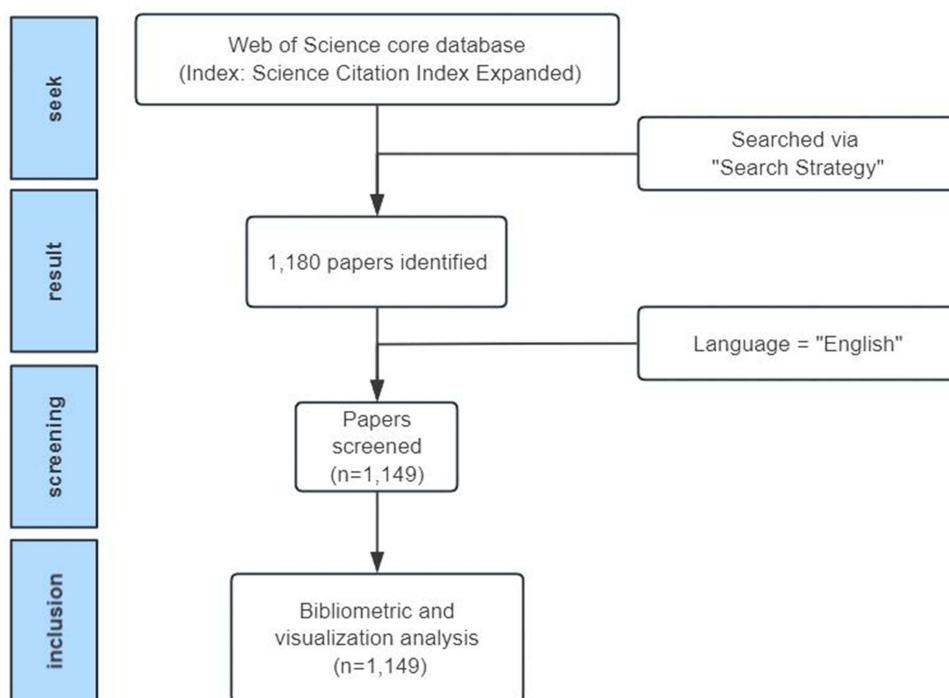 seek
Web of Science core database
(Index: Science Citation Index Expanded)
Searched via
"Search Strategy"
result
1,180 papers identified
Language = "English"
screening
Papers
screened
(n=1,149)
inclusion
Bibliometric and
visualization analysis
(n=1,149)